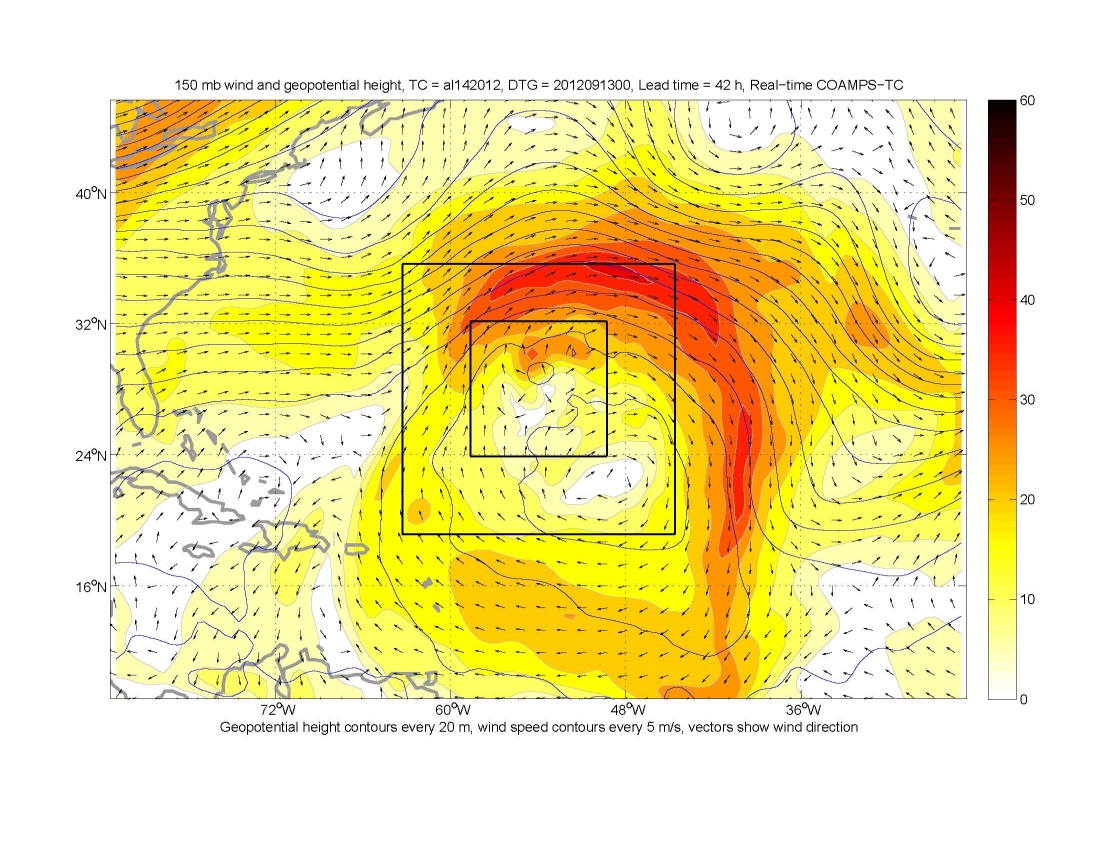 150 mb wind and geopotential height, TC = al142012, DTG = 2012091300, Lead time = 42 h, Real−time COAMPS−TC
60
50
40
30
20
10
0
40°N
32°N
24°N
16°N
72°W
60°W
48°W
36°W
Geopotential height contours every 20 m, wind speed contours every 5 m/s, vectors show wind direction